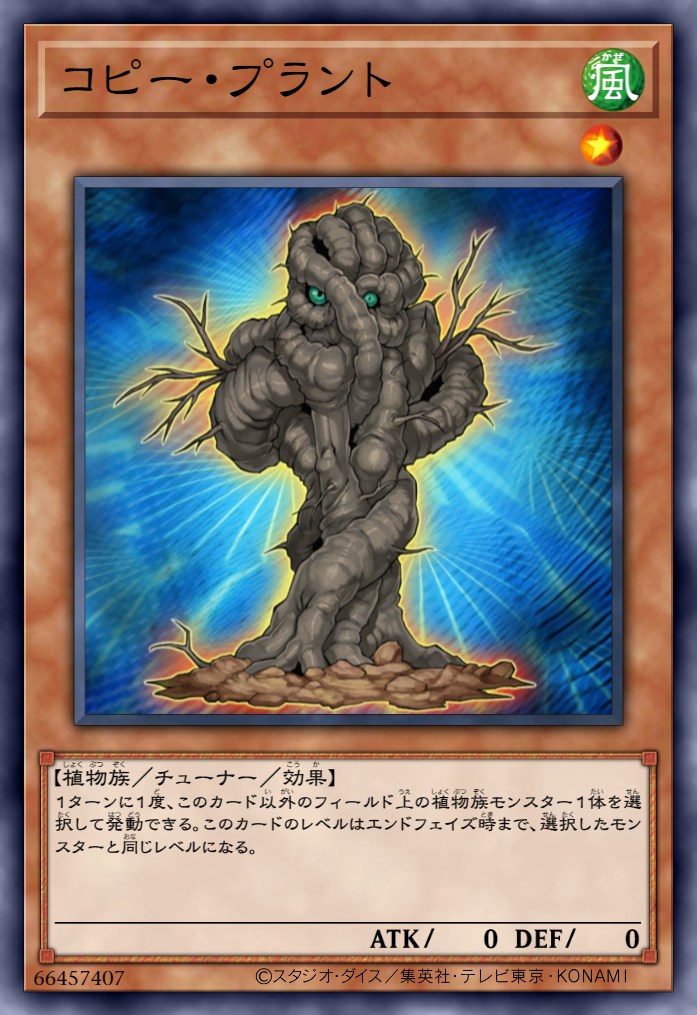 コピー・プラント
風
かぜ
【植物族／チューナー／効果】
1ターンに1度、このカード以外のフィールド上の植物族モンスター1体を選
択して発動できる。このカードのレベルはエンドフェイズ時まで、選択したモン
スターと同じレベルになる。
ATK/ 0 DEF/ 0
66457407 ©スタジオ・ダイス／集英社・テレビ東京・KONAMI